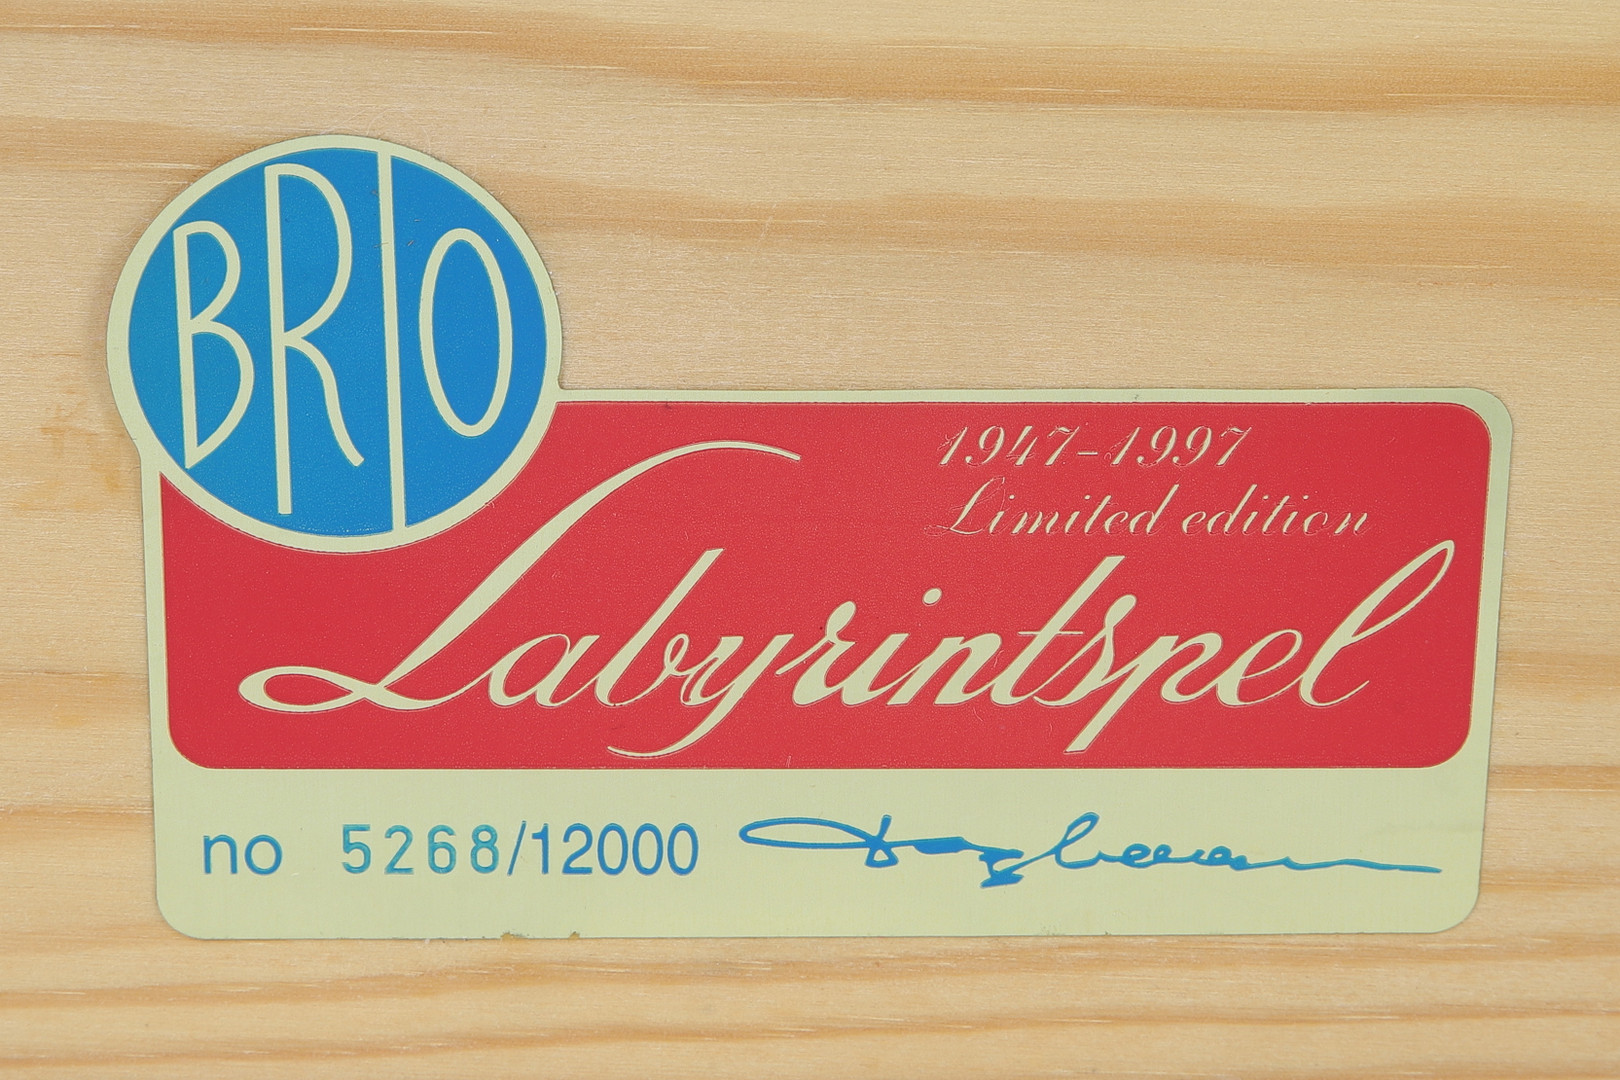 BRIO
1947-1997
Limited edition
Labyrintspel
no 5268/12000